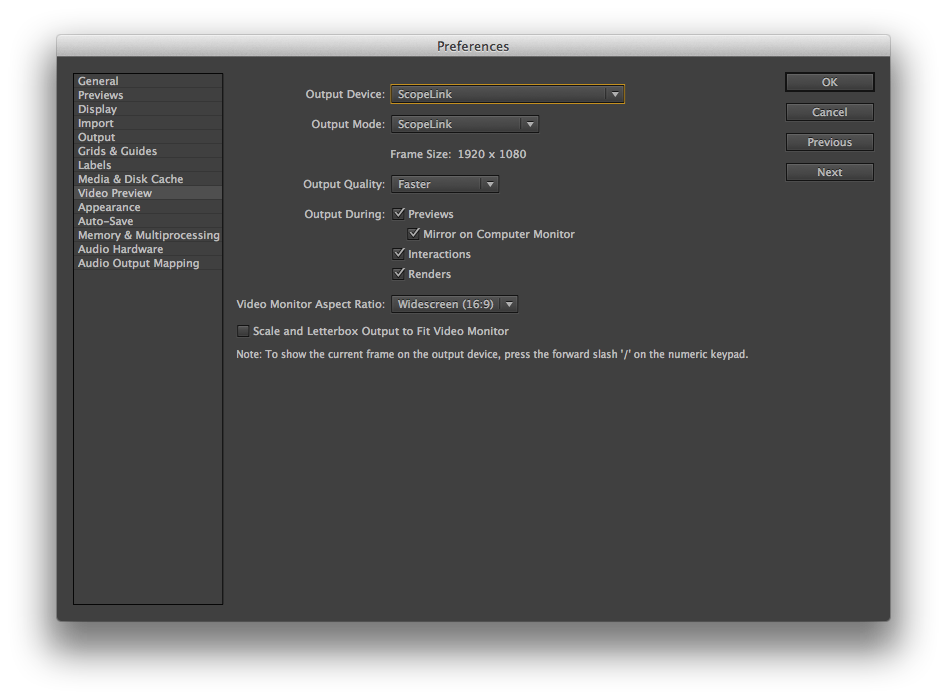 Preferences
General
Previews
Display
Import
Output
Grids & Guides
Labels
Media & Disk Cache
Video Preview
Appearance
Auto-Save
Memory & Multiprocessing
Audio Hardware
Audio Output Mapping
Output Device: ScopeLink
Output Mode: ScopeLink
Frame Size: 1920 x 1080
Output Quality: Faster
Output During: Previews
Mirror on Computer Monitor
Interactions
Renders
Video Monitor Aspect Ratio: Widescreen (16:9)
Scale and Letterbox Output to Fit Video Monitor
Note: To show the current frame on the output device, press the forward slash '/' on the numeric keypad.
OK
Cancel
Previous
Next